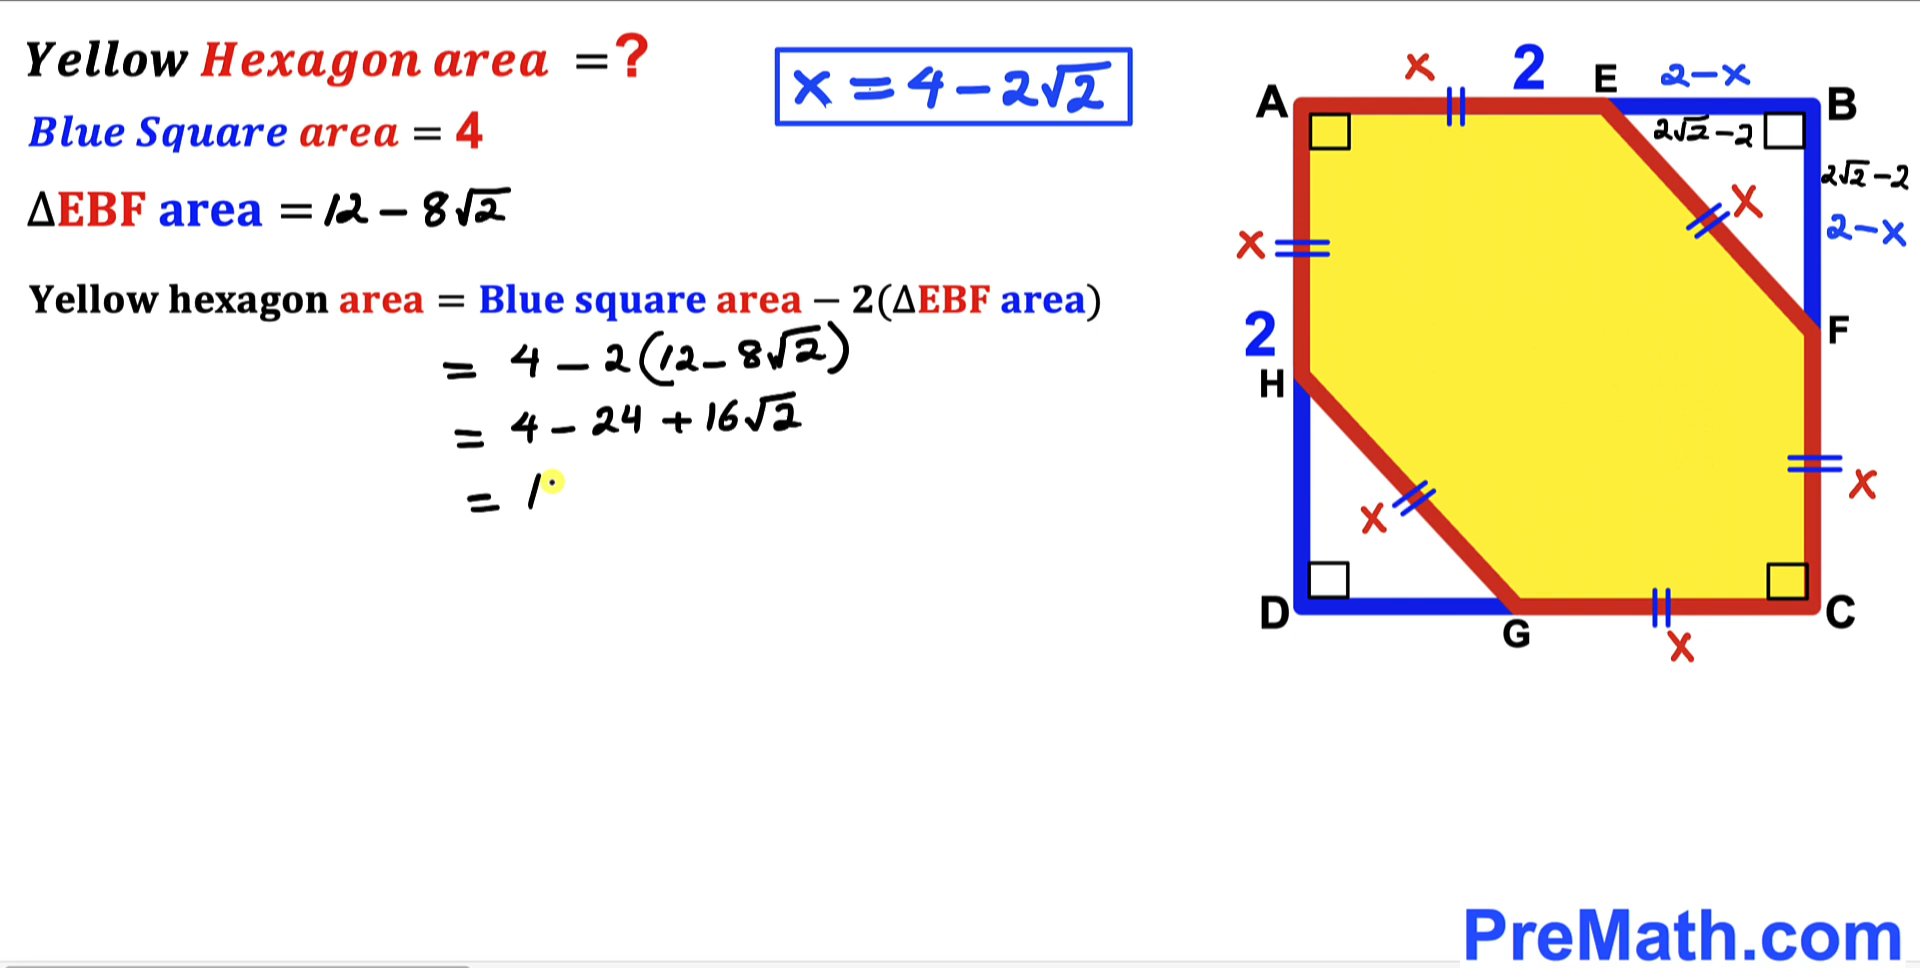 Yellow Hexagon area = ?
x = 4 - 2√2
Blue Square area = 4
ΔEBF area = 12 - 8√2
Yellow hexagon area = Blue square area − 2(ΔEBF area)
= 4 - 2(12 - 8√2)
= 4 - 24 + 16√2
= 1
x 2 E 2-x
A B
2√2 - 2
2√2 - 2
x
x 2-x
2
H F
x
x
D G C
x
PreMath.com